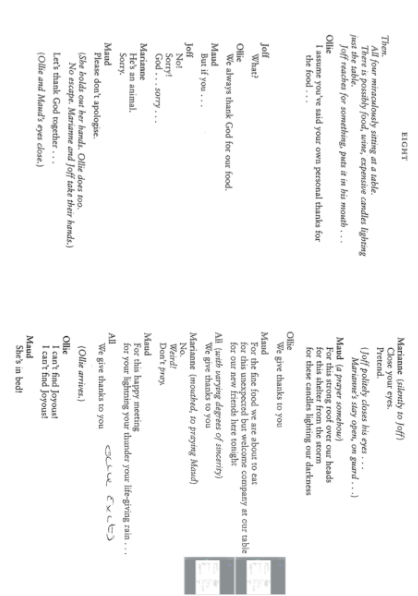 EIGHT
Then.
All four miraculously sitting at a table.
There is possibly food, wine, expensive candles lighting
just the table.
Joff reaches for something, puts it in his mouth . . .
Ollie
I assume you've said your own personal thanks for
the food . . .
Joff
What?
Ollie
We always thank God for our food.
Maud
But if you . . .
Joff
No!
Sorry!
God . . . sorry . . .
Marianne
He's an animal.
Sorry.
Maud
Please don't apologise.
(She holds out her hands. Ollie does too.
No escape. Marianne and Joff take their hands.)
Let's thank God together . . .
(Ollie and Maud's eyes close.)
Marianne (silently to Joff)
Close your eyes.
Pretend.
(Joff politely closes his eyes . . .
Marianne's stay open, on guard . . .)
Maud (a prayer somehow)
For this strong roof over our heads
for this shelter from the storm
for these candles lighting our darkness
Ollie
We give thanks to you
Maud
For the fine food we are about to eat
for this unexpected but welcome company at our table
for our new friends here tonight
All (with varying degrees of sincerity)
We give thanks to you
Marianne (mouthed, to praying Maud)
No.
Weird!
Don't pray.
Maud
For this happy meeting
for your lightning your thunder your life-giving rain . . .
All
We give thanks to you
(Ollie arrives.)
Ollie
I can't find Joyous!
I can't find Joyous!
Maud
She's in bed!